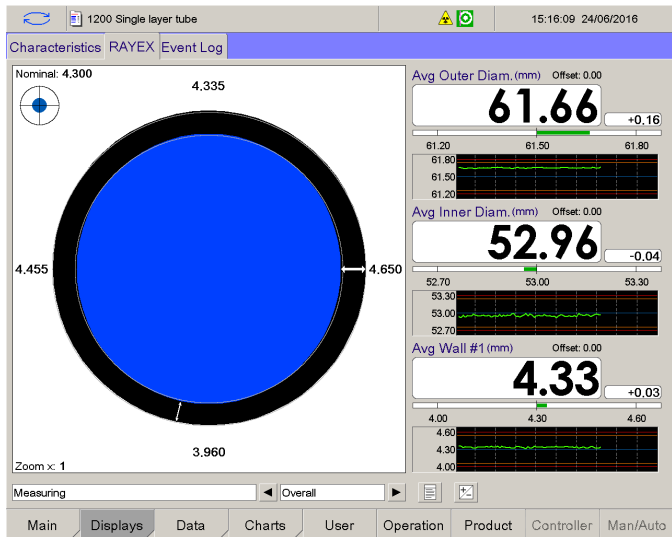 1200 Single layer tube
15:16:09 24/06/2016
Characteristics RAYEX Event Log
Nominal: 4.300
4.335
4.455
4.650
3.960
Zoom x: 1
Avg Outer Diam. (mm) Offset: 0.00
61.66
+0.16
61.20 61.50 61.80
61.80
61.50
61.20
Avg Inner Diam. (mm) Offset: 0.00
52.96
-0.04
52.70 53.00 53.30
53.30
53.00
52.70
Avg Wall #1 (mm) Offset: 0.00
4.33
+0.03
4.00 4.30 4.60
4.60
4.30
4.00
Measuring
Overall
Main Displays Data Charts User Operation Product Controller Man/Auto